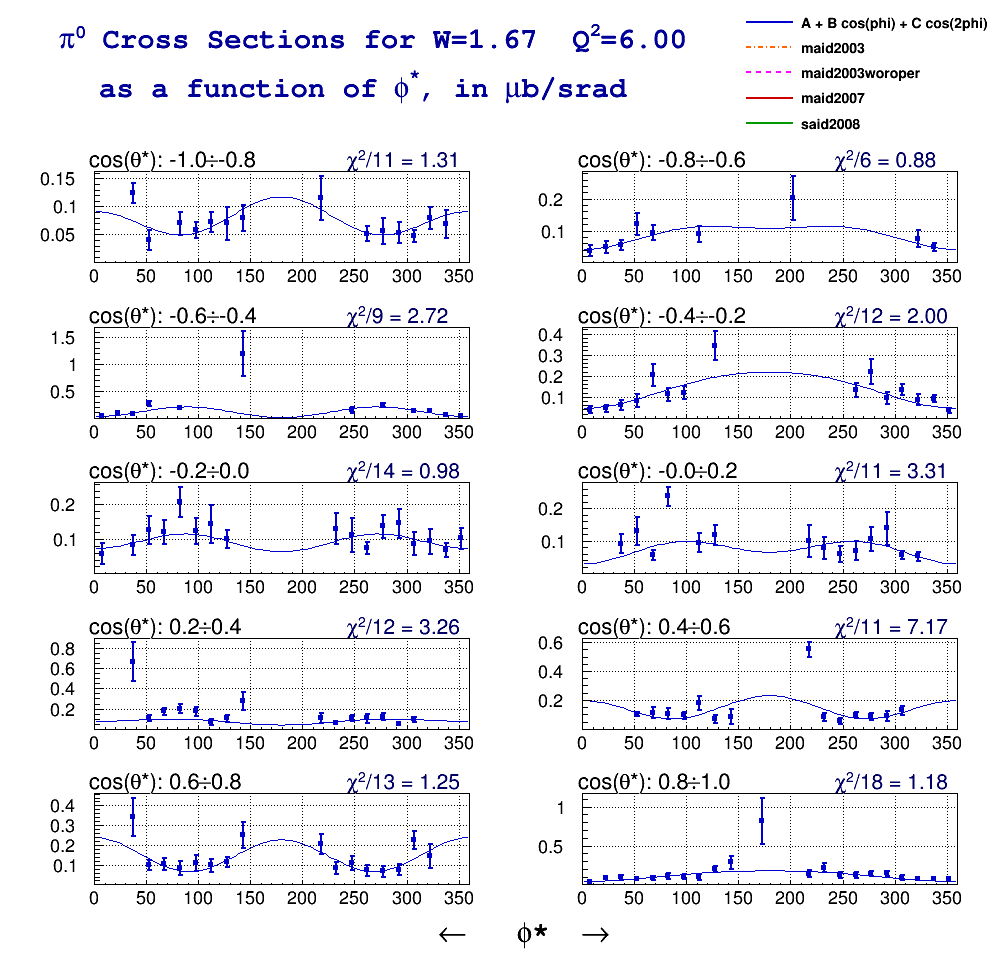 π⁰ Cross Sections for W=1.67 Q²=6.00
as a function of ϕ*, in μb/srad
A + B cos(phi) + C cos(2phi)
maid2003
maid2003woroper
maid2007
said2008
cos(θ*): -1.0÷-0.8 χ²/11 = 1.31
0.15
0.1
0.05
0 50 100 150 200 250 300 350
cos(θ*): -0.8÷-0.6 χ²/6 = 0.88
0.2
0.1
0 50 100 150 200 250 300 350
cos(θ*): -0.6÷-0.4 χ²/9 = 2.72
1.5
1
0.5
0 50 100 150 200 250 300 350
cos(θ*): -0.4÷-0.2 χ²/12 = 2.00
0.4
0.3
0.2
0.1
0 50 100 150 200 250 300 350
cos(θ*): -0.2÷0.0 χ²/14 = 0.98
0.2
0.1
0 50 100 150 200 250 300 350
cos(θ*): -0.0÷0.2 χ²/11 = 3.31
0.2
0.1
0 50 100 150 200 250 300 350
cos(θ*): 0.2÷0.4 χ²/12 = 3.26
0.8
0.6
0.4
0.2
0 50 100 150 200 250 300 350
cos(θ*): 0.4÷0.6 χ²/11 = 7.17
0.6
0.4
0.2
0 50 100 150 200 250 300 350
cos(θ*): 0.6÷0.8 χ²/13 = 1.25
0.4
0.3
0.2
0.1
0 50 100 150 200 250 300 350
cos(θ*): 0.8÷1.0 χ²/18 = 1.18
1
0.5
0 50 100 150 200 250 300 350
← ϕ* →